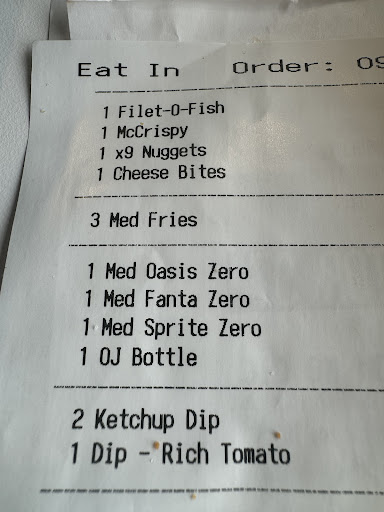 Eat In Order: 09
1 Filet-O-Fish
1 McCrispy
1 x9 Nuggets
1 Cheese Bites
3 Med Fries
1 Med Oasis Zero
1 Med Fanta Zero
1 Med Sprite Zero
1 OJ Bottle
2 Ketchup Dip
1 Dip - Rich Tomato